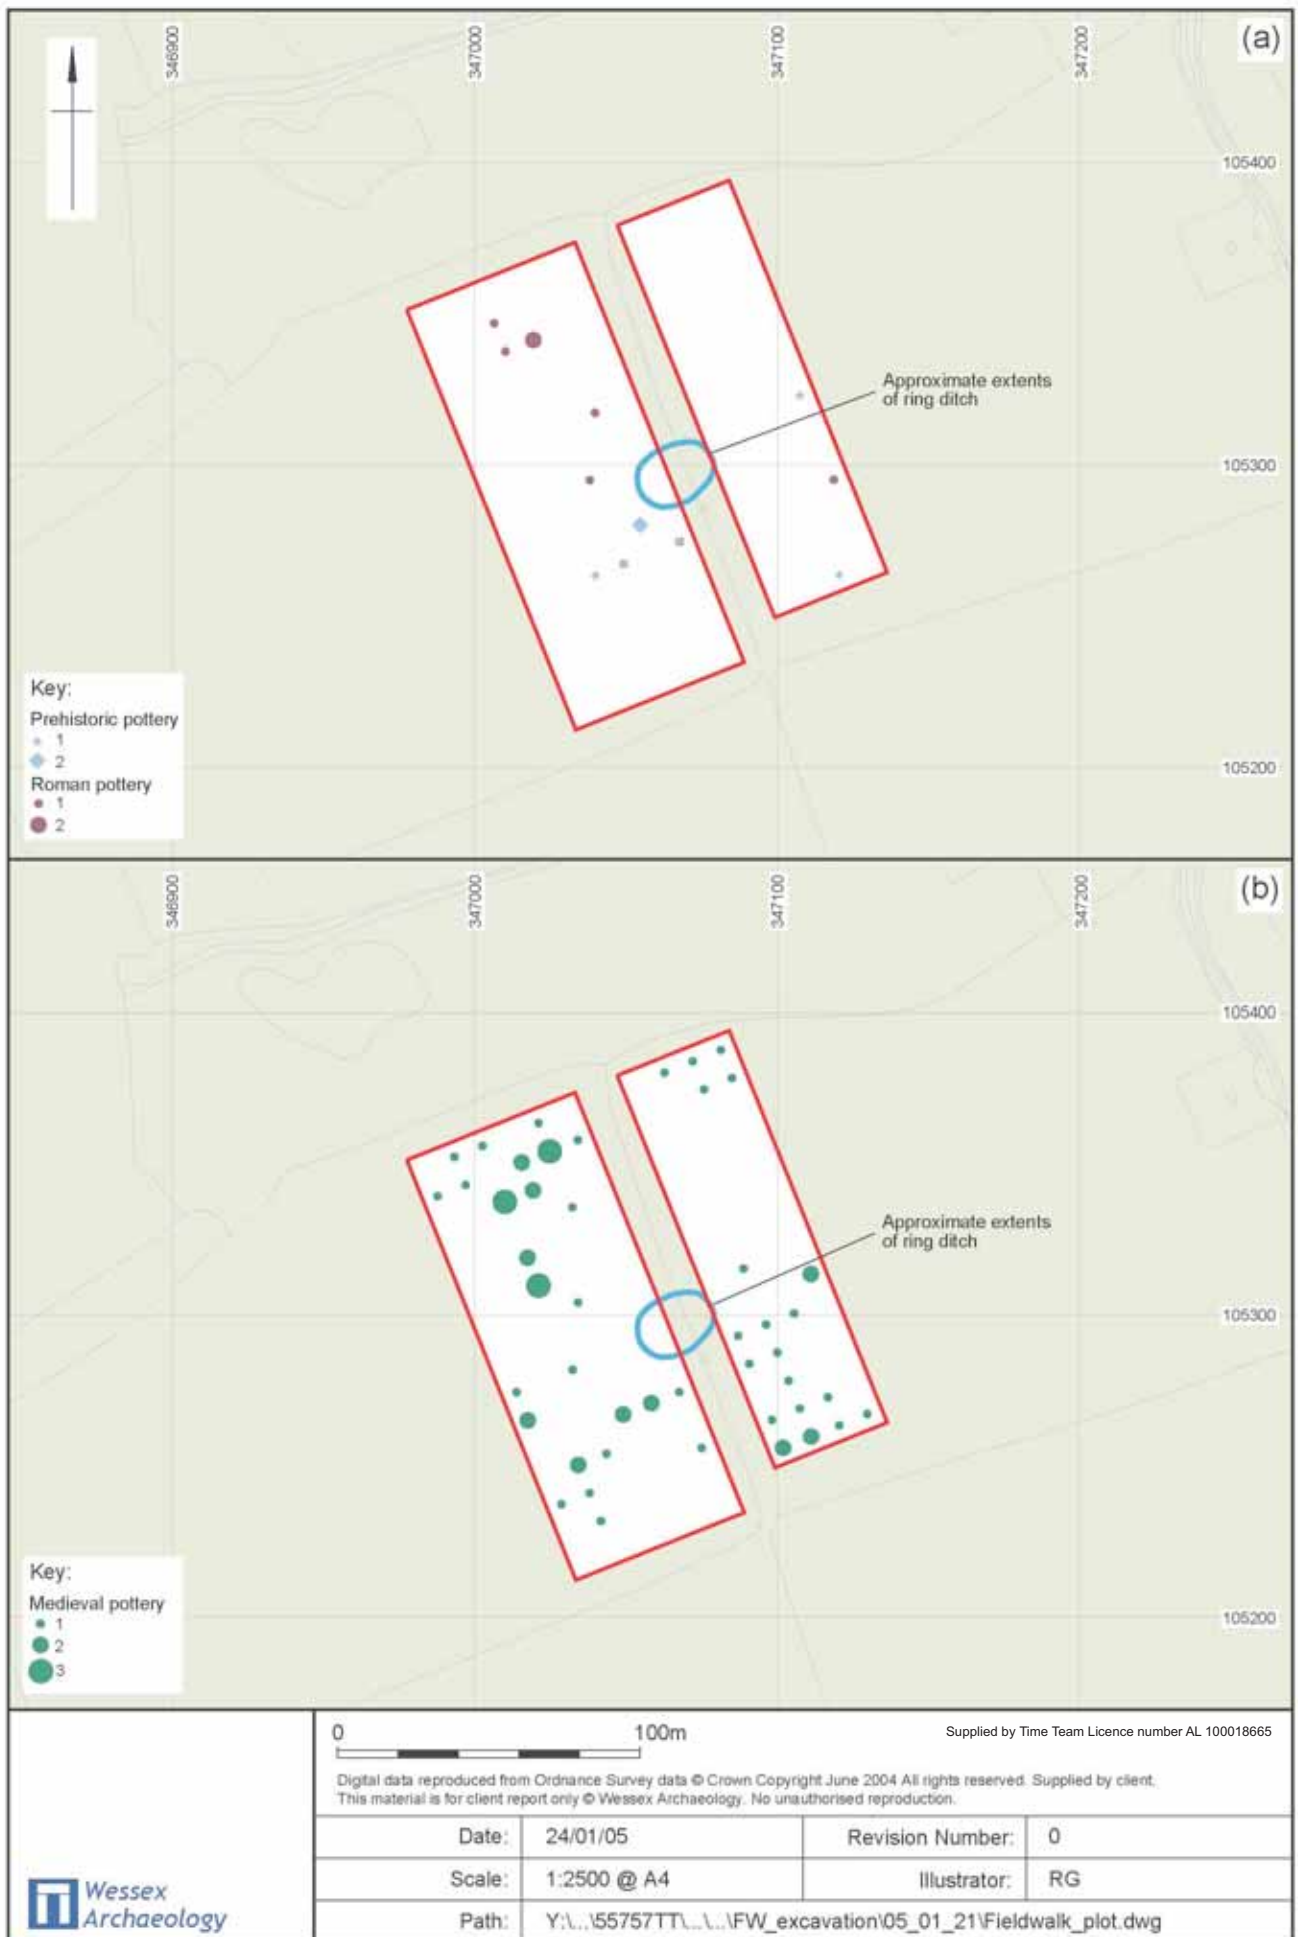 (a)
346900
347000
347100
347200
105400
Approximate extents
of ring ditch
105300
105200
Key:
Prehistoric pottery
1
2
Roman pottery
1
2
(b)
346900
347000
347100
347200
105400
Approximate extents
of ring ditch
105300
105200
Key:
Medieval pottery
1
2
3
0 100m
Supplied by Time Team Licence number AL 100018665
Digital data reproduced from Ordnance Survey data © Crown Copyright June 2004 All rights reserved. Supplied by client.
This material is for client report only © Wessex Archaeology. No unauthorised reproduction.
Date: 24/01/05 Revision Number: 0
Scale: 1:2500 @ A4 Illustrator: RG
Path: Y:\...\55757TT\...\...\FW_excavation\05_01_21\Fieldwalk_plot.dwg
Wessex
Archaeology